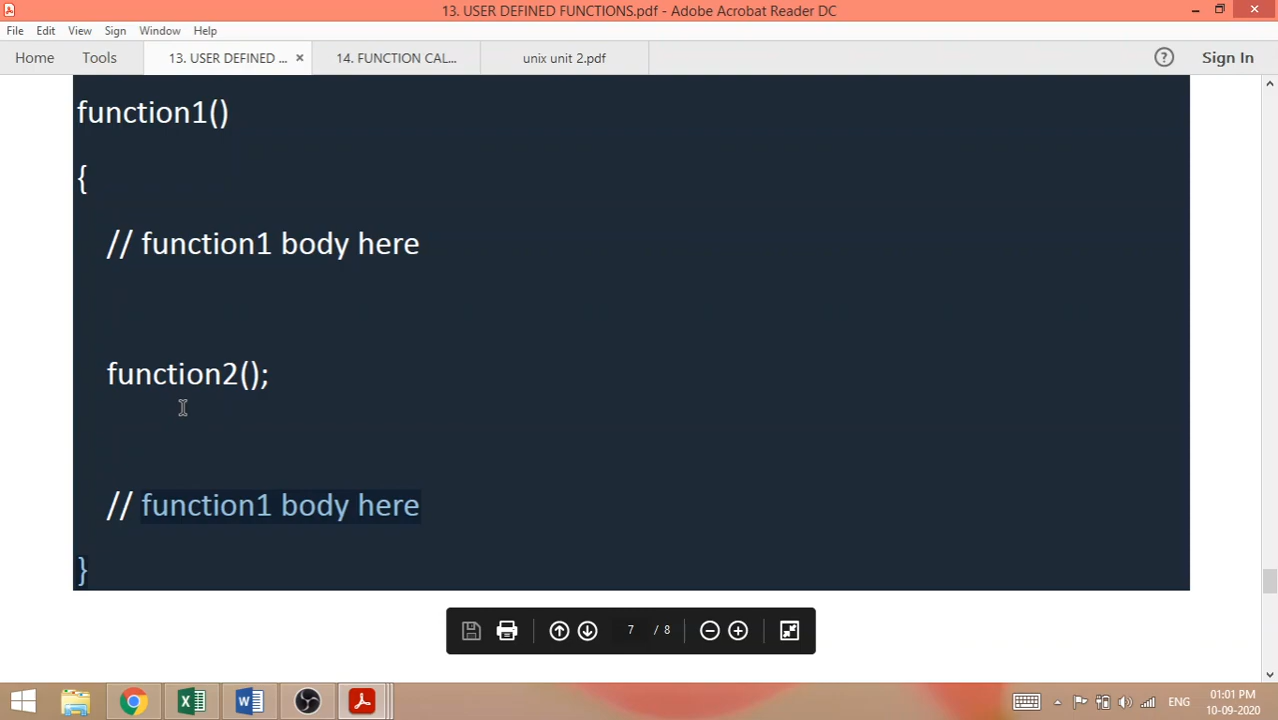 13. USER DEFINED FUNCTIONS.pdf - Adobe Acrobat Reader DC
File Edit View Sign Window Help
Home Tools 13. USER DEFINED ... × 14. FUNCTION CAL... unix unit 2.pdf ? Sign In
function1()
{
// function1 body here
function2();
// function1 body here
}
7 / 8
ENG 01:01 PM
10-09-2020